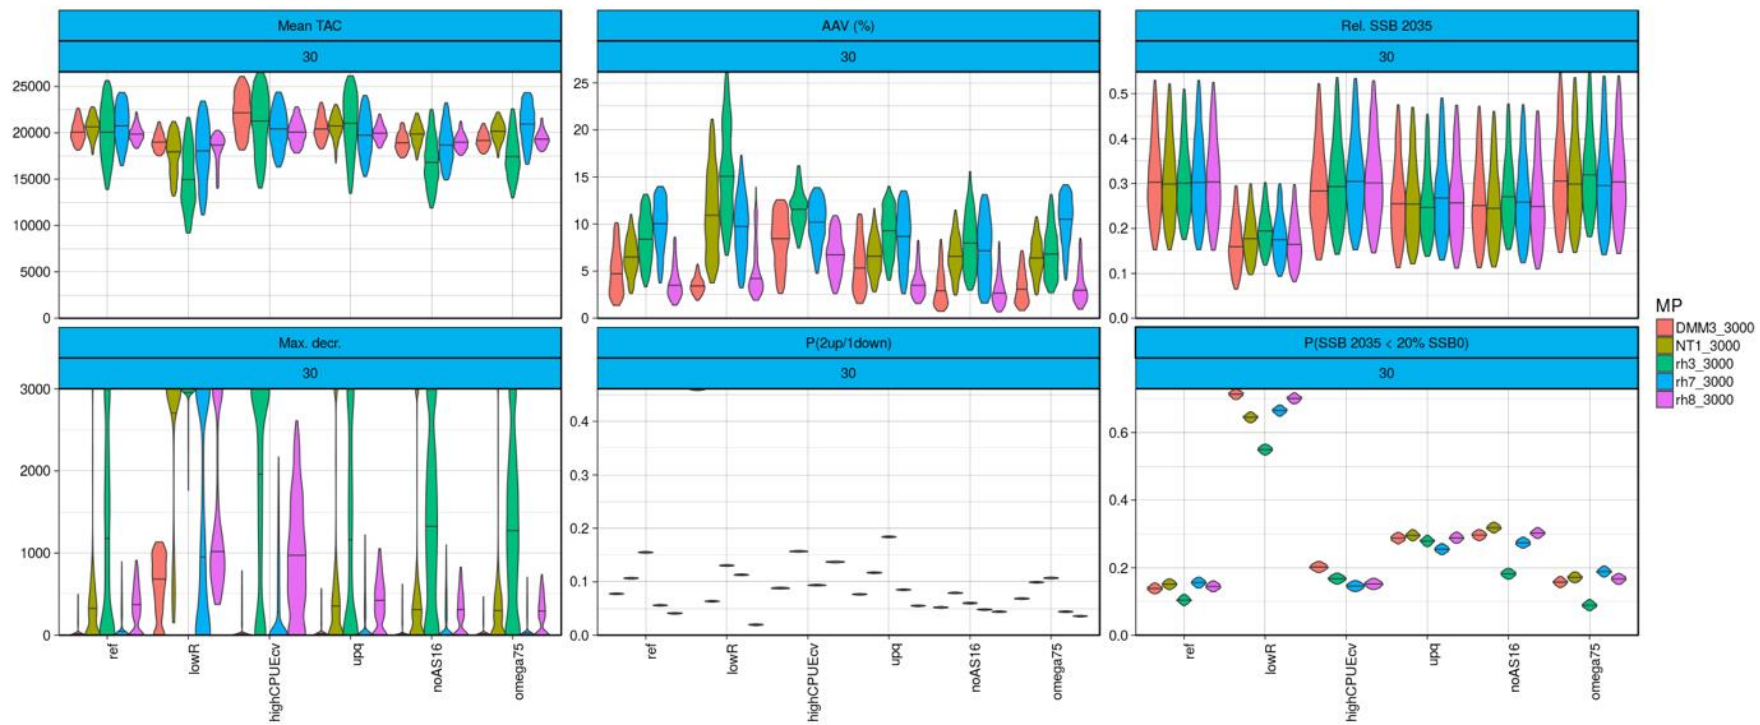 Mean TAC
AAV (%)
Rel. SSB 2035
30
30
30
25000
20000
15000
10000
5000
0
25
20
15
10
5
0
0.5
0.4
0.3
0.2
0.1
0.0
Max. decr.
P(2up/1down)
P(SSB 2035 < 20% SSB0)
30
30
30
3000
2000
1000
0
0.4
0.3
0.2
0.1
0.0
0.6
0.4
0.2
0.0
ref
lowR
highCPUEcv
upq
noAS16
omega75
ref
lowR
highCPUEcv
upq
noAS16
omega75
ref
lowR
highCPUEcv
upq
noAS16
omega75
MP
DMM3_3000
NT1_3000
rh3_3000
rh7_3000
rh8_3000